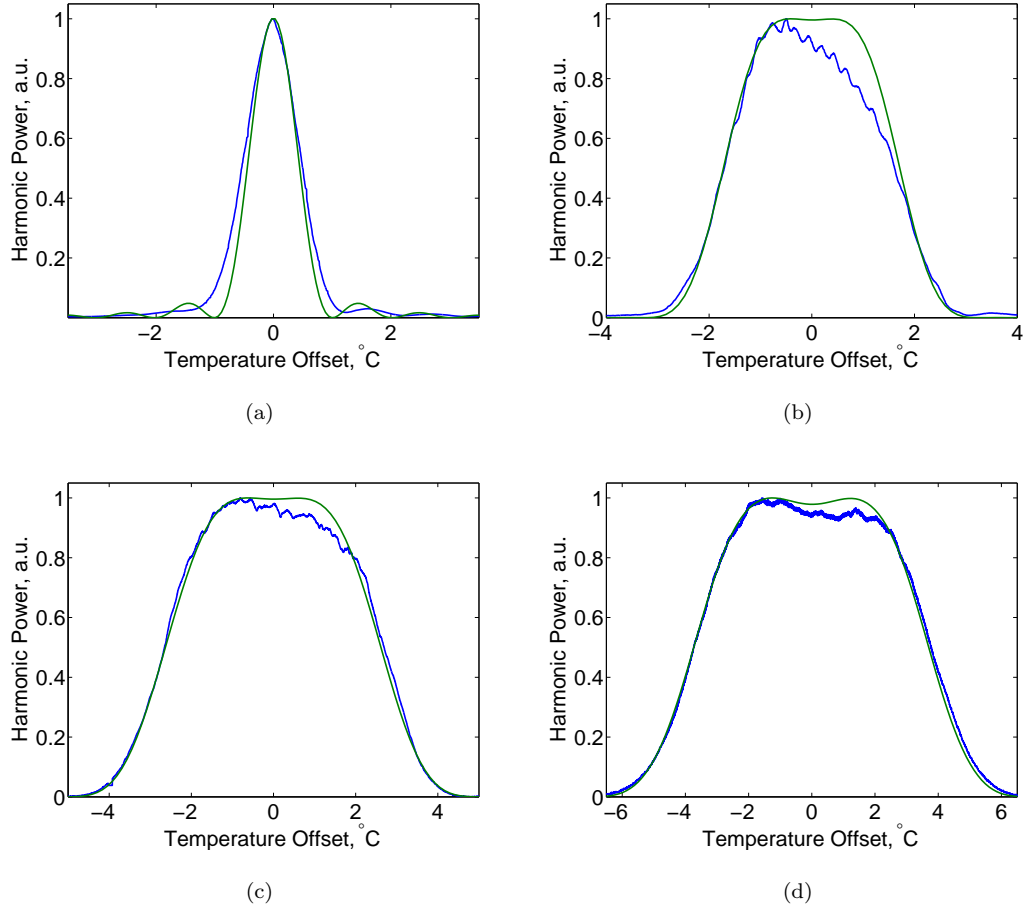 1
0.8
0.6
0.4
0.2
0
Harmonic Power, a.u.
−2 0 2
Temperature Offset, °C
(a)
1
0.8
0.6
0.4
0.2
0
Harmonic Power, a.u.
−4 −2 0 2 4
Temperature Offset, °C
(b)
1
0.8
0.6
0.4
0.2
0
Harmonic Power, a.u.
−4 −2 0 2 4
Temperature Offset, °C
(c)
1
0.8
0.6
0.4
0.2
0
Harmonic Power, a.u.
−6 −4 −2 0 2 4 6
Temperature Offset, °C
(d)